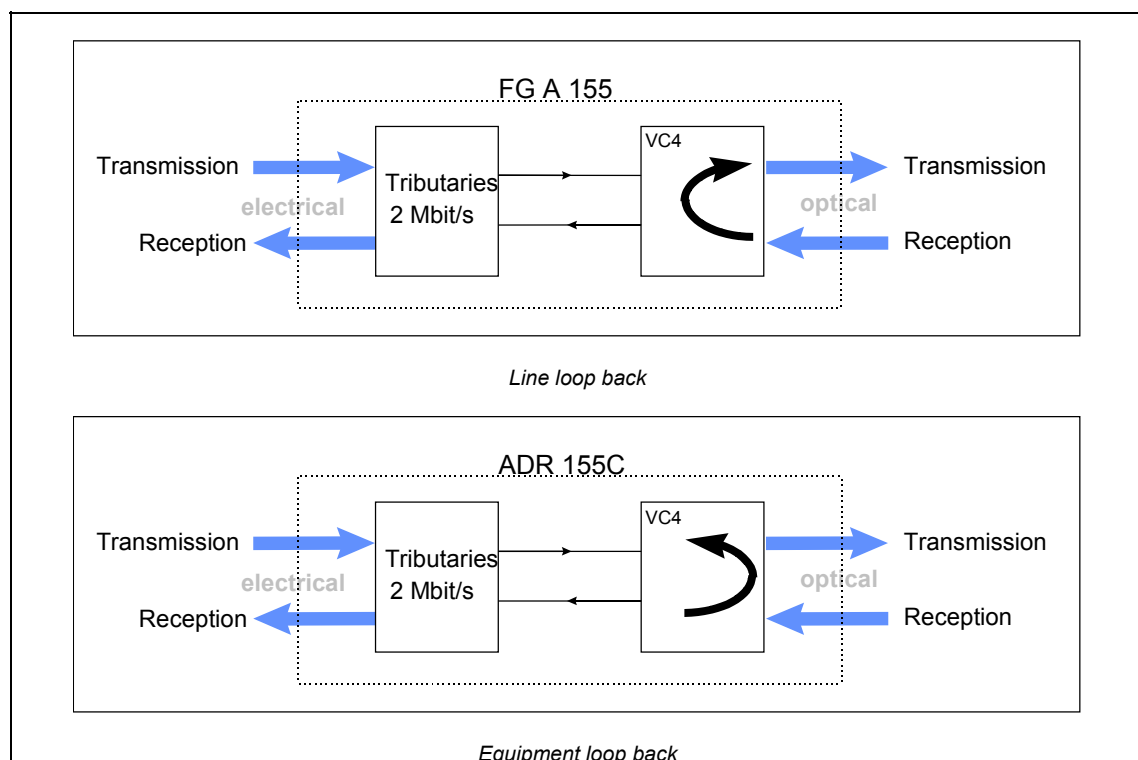 FG A 155
VC4
Transmission
Transmission
Tributaries
2 Mbit/s
electrical
optical
Reception
Reception
Line loop back
ADR 155C
VC4
Transmission
Transmission
Tributaries
2 Mbit/s
electrical
optical
Reception
Reception
Equipment loop back